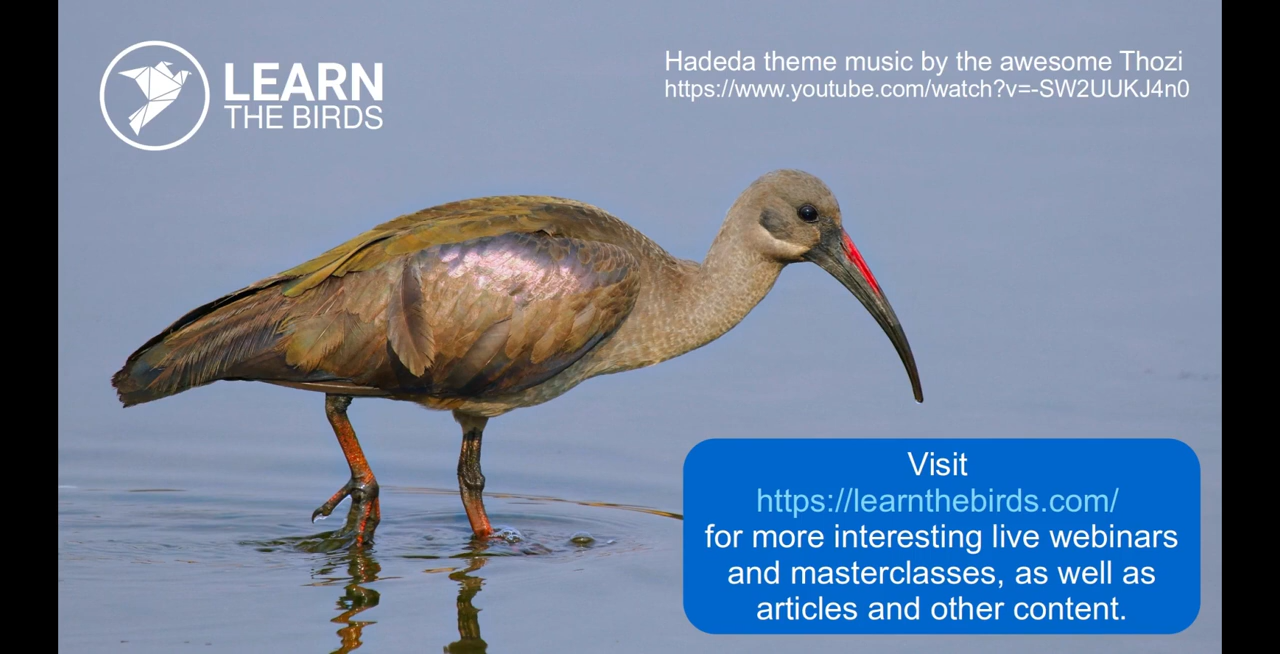 LEARN
THE BIRDS
Hadeda theme music by the awesome Thozi
https://www.youtube.com/watch?v=-SW2UUKJ4n0
Visit
https://learnthebirds.com/
for more interesting live webinars
and masterclasses, as well as
articles and other content.